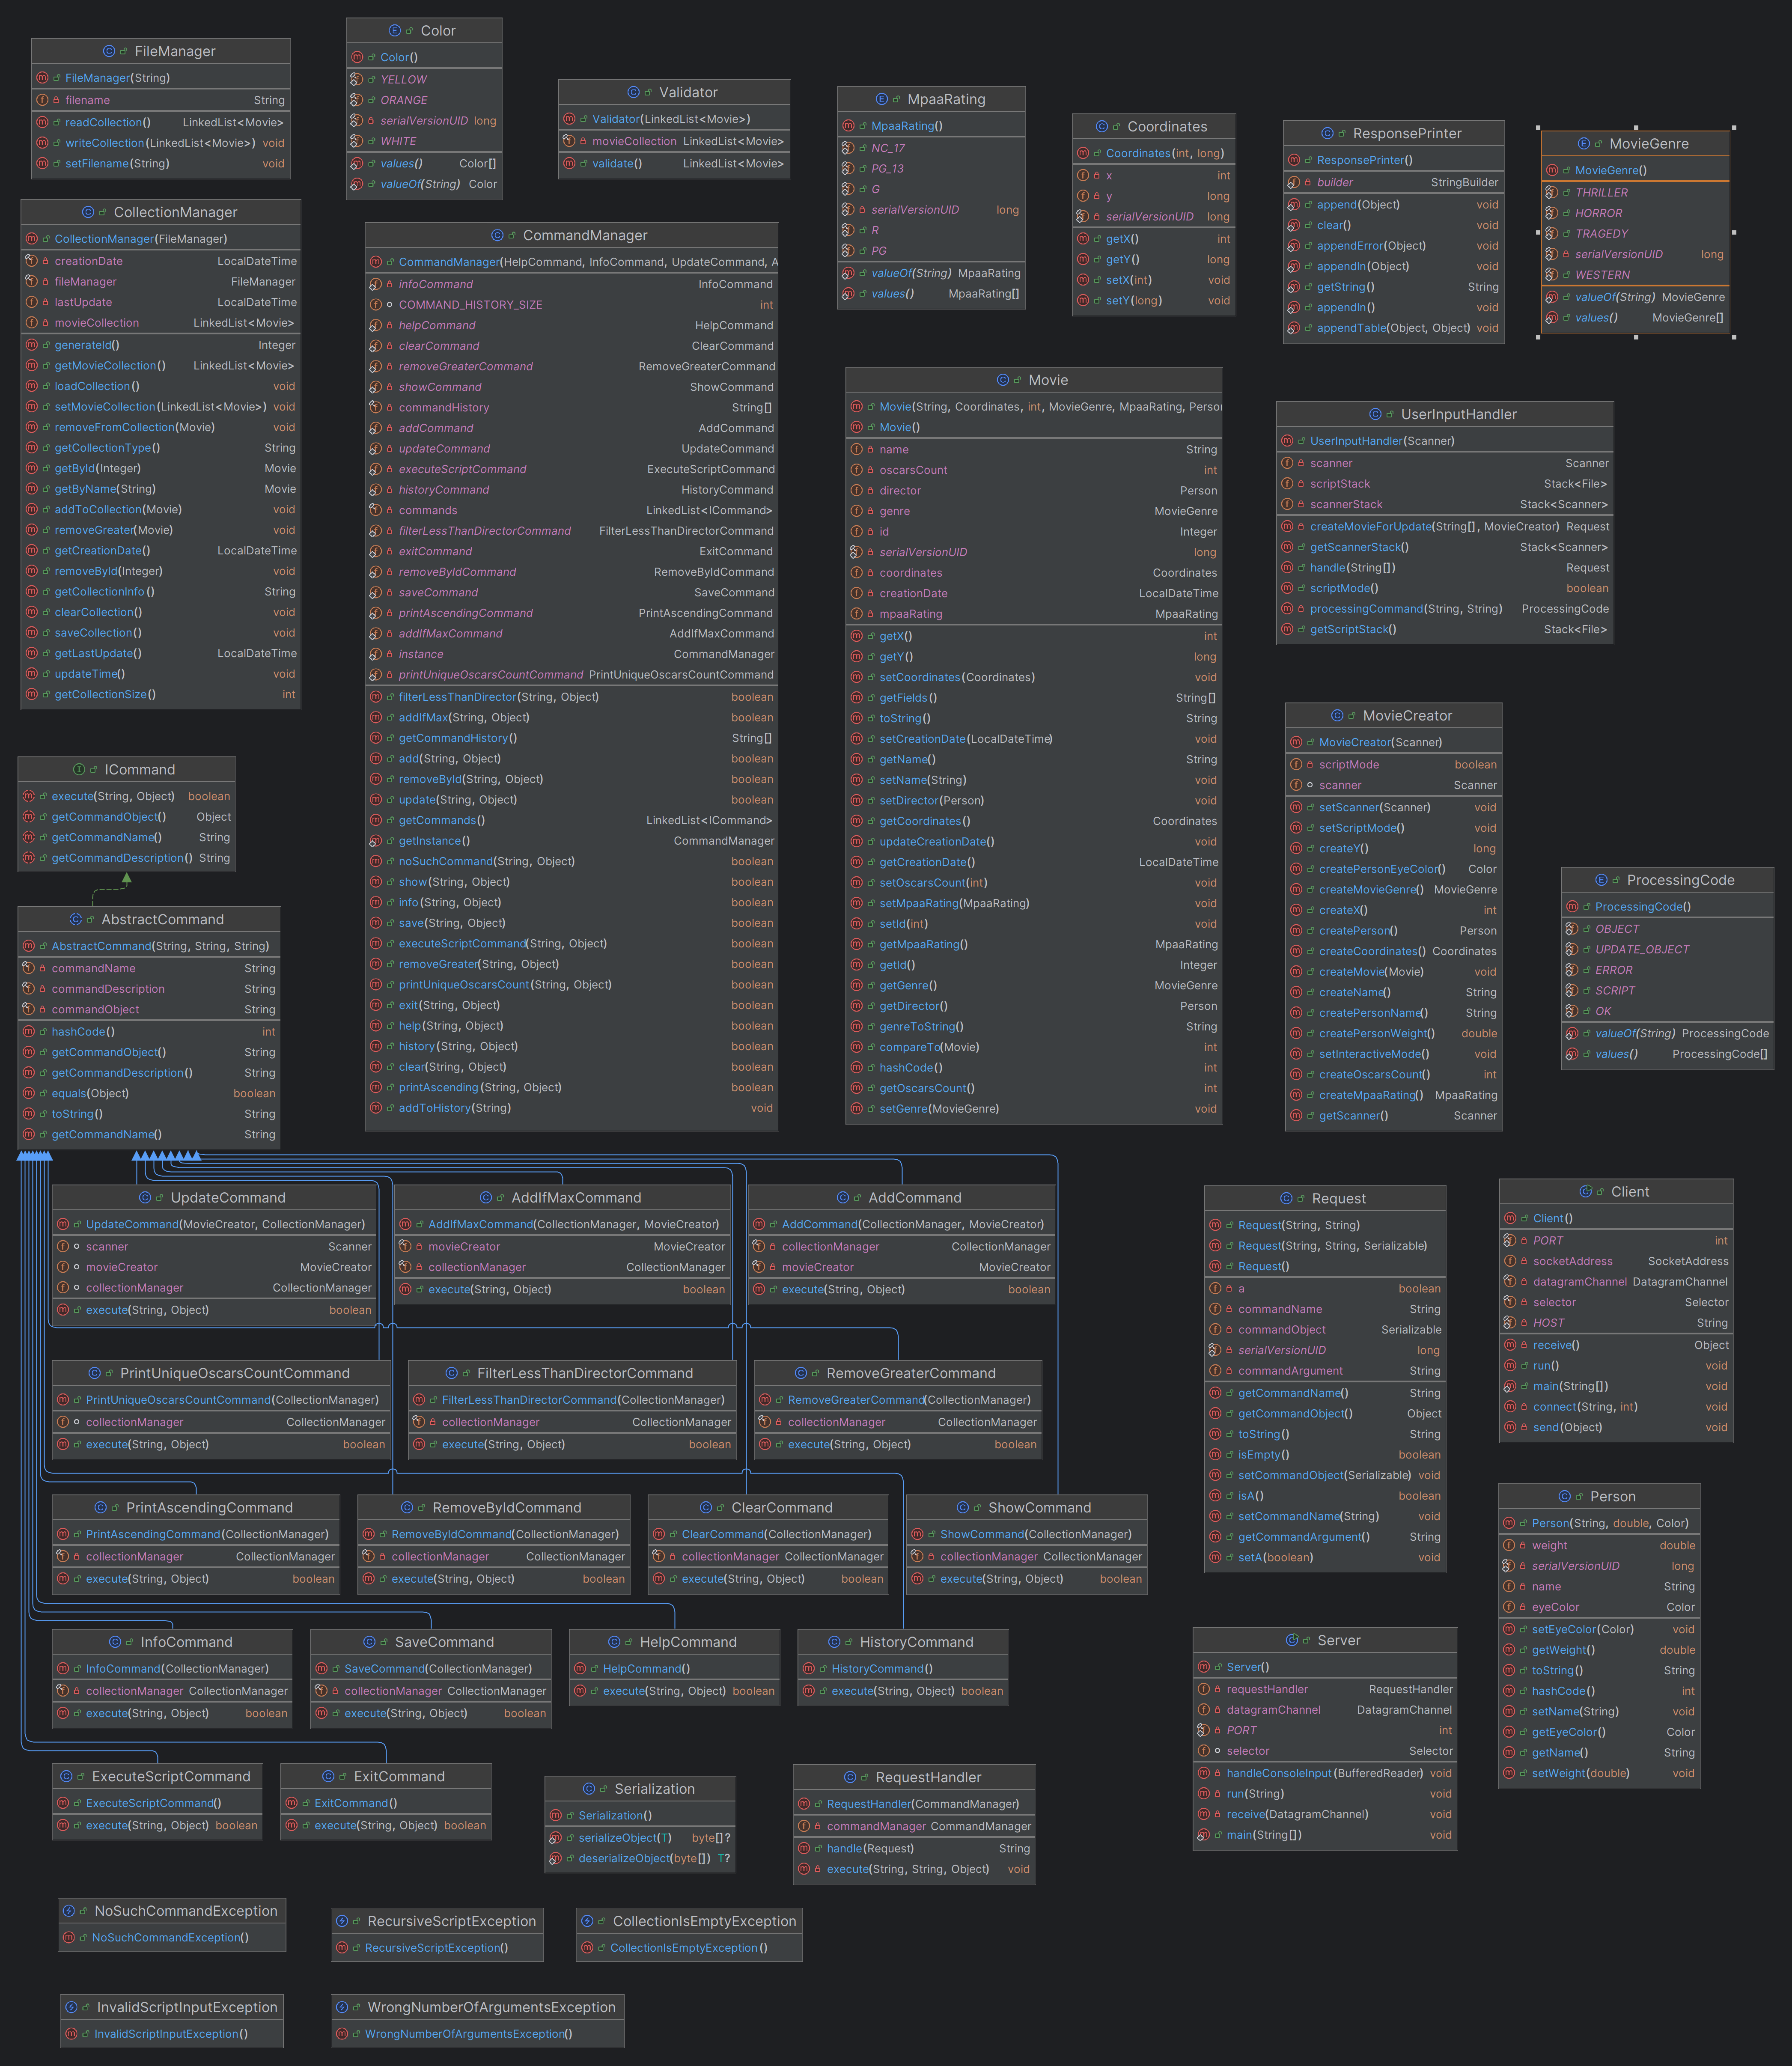 FileManager
FileManager(String)
filename String
readCollection() LinkedList<Movie>
writeCollection(LinkedList<Movie>) void
setFilename(String) void
Color
Color()
YELLOW
ORANGE
serialVersionUID long
WHITE
values() Color[]
valueOf(String) Color
Validator
Validator(LinkedList<Movie>)
movieCollection LinkedList<Movie>
validate() LinkedList<Movie>
MpaaRating
MpaaRating()
NC_17
PG_13
G
serialVersionUID long
R
PG
valueOf(String) MpaaRating
values() MpaaRating[]
Coordinates
Coordinates(int, long)
x int
y long
serialVersionUID long
getX() int
getY() long
setX(int) void
setY(long) void
ResponsePrinter
ResponsePrinter()
builder StringBuilder
append(Object) void
clear() void
appendError(Object) void
appendln(Object) void
getString() String
appendln() void
appendTable(Object, Object) void
MovieGenre
MovieGenre()
THRILLER
HORROR
TRAGEDY
serialVersionUID long
WESTERN
valueOf(String) MovieGenre
values() MovieGenre[]
CollectionManager
CollectionManager(FileManager)
creationDate LocalDateTime
fileManager FileManager
lastUpdate LocalDateTime
movieCollection LinkedList<Movie>
generateId() Integer
getMovieCollection() LinkedList<Movie>
loadCollection() void
setMovieCollection(LinkedList<Movie>) void
removeFromCollection(Movie) void
getCollectionType() String
getById(Integer) Movie
getByName(String) Movie
addToCollection(Movie) void
removeGreater(Movie) void
getCreationDate() LocalDateTime
removeById(Integer) void
getCollectionInfo() String
clearCollection() void
saveCollection() void
getLastUpdate() LocalDateTime
updateTime() void
getCollectionSize() int
CommandManager
CommandManager(HelpCommand, InfoCommand, UpdateCommand, A
infoCommand InfoCommand
COMMAND_HISTORY_SIZE int
helpCommand HelpCommand
clearCommand ClearCommand
removeGreaterCommand RemoveGreaterCommand
showCommand ShowCommand
commandHistory String[]
addCommand AddCommand
updateCommand UpdateCommand
executeScriptCommand ExecuteScriptCommand
historyCommand HistoryCommand
commands LinkedList<ICommand>
filterLessThanDirectorCommand FilterLessThanDirectorCommand
exitCommand ExitCommand
removeByIdCommand RemoveByIdCommand
saveCommand SaveCommand
printAscendingCommand PrintAscendingCommand
addIfMaxCommand AddIfMaxCommand
instance CommandManager
printUniqueOscarsCountCommand PrintUniqueOscarsCountCommand
filterLessThanDirector(String, Object) boolean
addIfMax(String, Object) boolean
getCommandHistory() String[]
add(String, Object) boolean
removeById(String, Object) boolean
update(String, Object) boolean
getCommands() LinkedList<ICommand>
getInstance() CommandManager
noSuchCommand(String, Object) boolean
show(String, Object) boolean
info(String, Object) boolean
save(String, Object) boolean
executeScriptCommand(String, Object) boolean
removeGreater(String, Object) boolean
printUniqueOscarsCount(String, Object) boolean
exit(String, Object) boolean
help(String, Object) boolean
history(String, Object) boolean
clear(String, Object) boolean
printAscending(String, Object) boolean
addToHistory(String) void
Movie
Movie(String, Coordinates, int, MovieGenre, MpaaRating, Person
Movie()
name String
oscarsCount int
director Person
genre MovieGenre
id Integer
serialVersionUID long
coordinates Coordinates
creationDate LocalDateTime
mpaaRating MpaaRating
getX() int
getY() long
setCoordinates(Coordinates) void
getFields() String[]
toString() String
setCreationDate(LocalDateTime) void
getName() String
setName(String) void
setDirector(Person) void
getCoordinates() Coordinates
updateCreationDate() void
getCreationDate() LocalDateTime
setOscarsCount(int) void
setMpaaRating(MpaaRating) void
setId(int) void
getMpaaRating() MpaaRating
getId() Integer
getGenre() MovieGenre
getDirector() Person
genreToString() String
compareTo(Movie) int
hashCode() int
getOscarsCount() int
setGenre(MovieGenre) void
UserInputHandler
UserInputHandler(Scanner)
scanner Scanner
scriptStack Stack<File>
scannerStack Stack<Scanner>
createMovieForUpdate(String[], MovieCreator) Request
getScannerStack() Stack<Scanner>
handle(String[]) Request
scriptMode() boolean
processingCommand(String, String) ProcessingCode
getScriptStack() Stack<File>
MovieCreator
MovieCreator(Scanner)
scriptMode boolean
scanner Scanner
setScanner(Scanner) void
setScriptMode() void
createY() long
createPersonEyeColor() Color
createMovieGenre() MovieGenre
createX() int
createPerson() Person
createCoordinates() Coordinates
createMovie(Movie) void
createName() String
createPersonName() String
createPersonWeight() double
setInteractiveMode() void
createOscarsCount() int
createMpaaRating() MpaaRating
getScanner() Scanner
ProcessingCode
ProcessingCode()
OBJECT
UPDATE_OBJECT
ERROR
SCRIPT
OK
valueOf(String) ProcessingCode
values() ProcessingCode[]
ICommand
execute(String, Object) boolean
getCommandObject() Object
getCommandName() String
getCommandDescription() String
AbstractCommand
AbstractCommand(String, String, String)
commandName String
commandDescription String
commandObject String
hashCode() int
getCommandObject() String
getCommandDescription() String
equals(Object) boolean
toString() String
getCommandName() String
UpdateCommand
UpdateCommand(MovieCreator, CollectionManager)
scanner Scanner
movieCreator MovieCreator
collectionManager CollectionManager
execute(String, Object) boolean
AddIfMaxCommand
AddIfMaxCommand(CollectionManager, MovieCreator)
movieCreator MovieCreator
collectionManager CollectionManager
execute(String, Object) boolean
AddCommand
AddCommand(CollectionManager, MovieCreator)
collectionManager CollectionManager
movieCreator MovieCreator
execute(String, Object) boolean
PrintUniqueOscarsCountCommand
PrintUniqueOscarsCountCommand(CollectionManager)
collectionManager CollectionManager
execute(String, Object) boolean
FilterLessThanDirectorCommand
FilterLessThanDirectorCommand(CollectionManager)
collectionManager CollectionManager
execute(String, Object) boolean
RemoveGreaterCommand
RemoveGreaterCommand(CollectionManager)
collectionManager CollectionManager
execute(String, Object) boolean
PrintAscendingCommand
PrintAscendingCommand(CollectionManager)
collectionManager CollectionManager
execute(String, Object) boolean
RemoveByIdCommand
RemoveByIdCommand(CollectionManager)
collectionManager CollectionManager
execute(String, Object) boolean
ClearCommand
ClearCommand(CollectionManager)
collectionManager CollectionManager
execute(String, Object) boolean
ShowCommand
ShowCommand(CollectionManager)
collectionManager CollectionManager
execute(String, Object) boolean
InfoCommand
InfoCommand(CollectionManager)
collectionManager CollectionManager
execute(String, Object) boolean
SaveCommand
SaveCommand(CollectionManager)
collectionManager CollectionManager
execute(String, Object) boolean
HelpCommand
HelpCommand()
execute(String, Object) boolean
HistoryCommand
HistoryCommand()
execute(String, Object) boolean
ExecuteScriptCommand
ExecuteScriptCommand()
execute(String, Object) boolean
ExitCommand
ExitCommand()
execute(String, Object) boolean
Serialization
Serialization()
serializeObject(T) byte[]?
deserializeObject(byte[]) T?
RequestHandler
RequestHandler(CommandManager)
commandManager CommandManager
handle(Request) String
execute(String, String, Object) void
Request
Request(String, String)
Request(String, String, Serializable)
Request()
a boolean
commandName String
commandObject Serializable
serialVersionUID long
commandArgument String
getCommandName() String
getCommandObject() Object
toString() String
isEmpty() boolean
setCommandObject(Serializable) void
isA() boolean
setCommandName(String) void
getCommandArgument() String
setA(boolean) void
Client
Client()
PORT int
socketAddress SocketAddress
datagramChannel DatagramChannel
selector Selector
HOST String
receive() Object
run() void
main(String[]) void
connect(String, int) void
send(Object) void
Person
Person(String, double, Color)
weight double
serialVersionUID long
name String
eyeColor Color
setEyeColor(Color) void
getWeight() double
toString() String
hashCode() int
setName(String) void
getEyeColor() Color
getName() String
setWeight(double) void
Server
Server()
requestHandler RequestHandler
datagramChannel DatagramChannel
PORT int
selector Selector
handleConsoleInput(BufferedReader) void
run(String) void
receive(DatagramChannel) void
main(String[]) void
NoSuchCommandException
NoSuchCommandException()
RecursiveScriptException
RecursiveScriptException()
CollectionIsEmptyException
CollectionIsEmptyException()
InvalidScriptInputException
InvalidScriptInputException()
WrongNumberOfArgumentsException
WrongNumberOfArgumentsException()